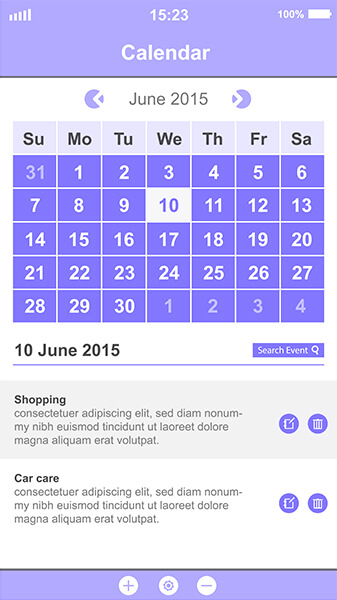 15:23 100%
Calendar
June 2015
Su Mo Tu We Th Fr Sa
31 1 2 3 4 5 6
7 8 9 10 11 12 13
14 15 16 17 18 19 20
21 22 23 24 25 26 27
28 29 30 1 2 3 4
10 June 2015 Search Event
Shopping
consectetuer adipiscing elit, sed diam nonum-
my nibh euismod tincidunt ut laoreet dolore
magna aliquam erat volutpat.
Car care
consectetuer adipiscing elit, sed diam nonum-
my nibh euismod tincidunt ut laoreet dolore
magna aliquam erat volutpat.